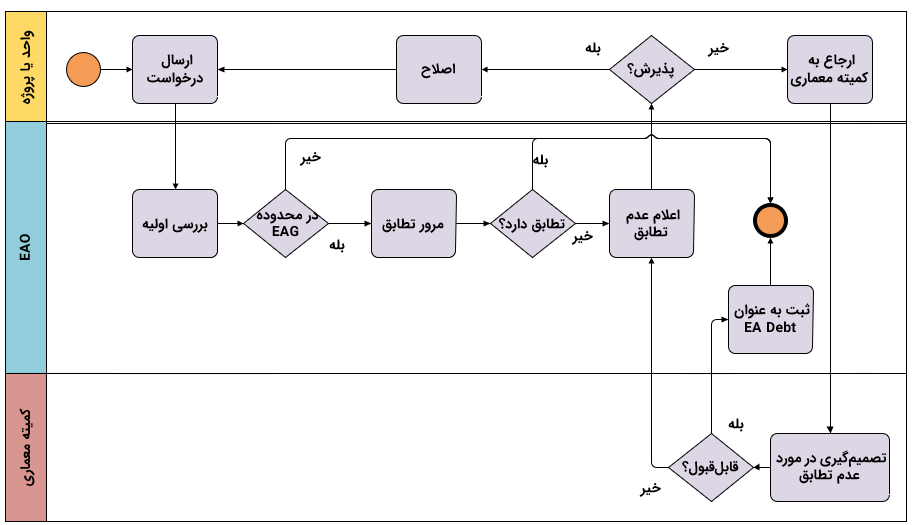 واحد یا پروژه
ارسال
درخواست
اصلاح
بله
پذیرش؟
خیر
ارجاع به
کمیته معماری
EAO
بررسی اولیه
خیر
در محدوده
EAG
بله
مرور تطابق
بله
تطابق دارد؟
خیر
اعلام عدم
تطابق
ثبت به عنوان
EA Debt
کمیته معماری
بله
قابل‌قبول؟
خیر
تصمیم‌گیری در مورد
عدم تطابق